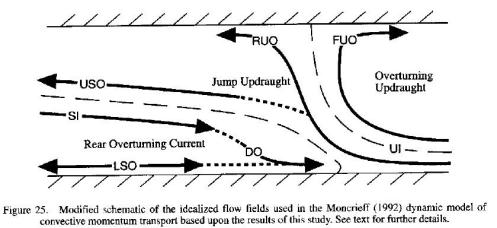 RUO FUO
Jump Updraught
Overturning
Updraught
USO
SI
Rear Overturning Current
DO
UI
LSO
Figure 25. Modified schematic of the idealized flow fields used in the Moncrieff (1992) dynamic model of
convective momentum transport based upon the results of this study. See text for further details.